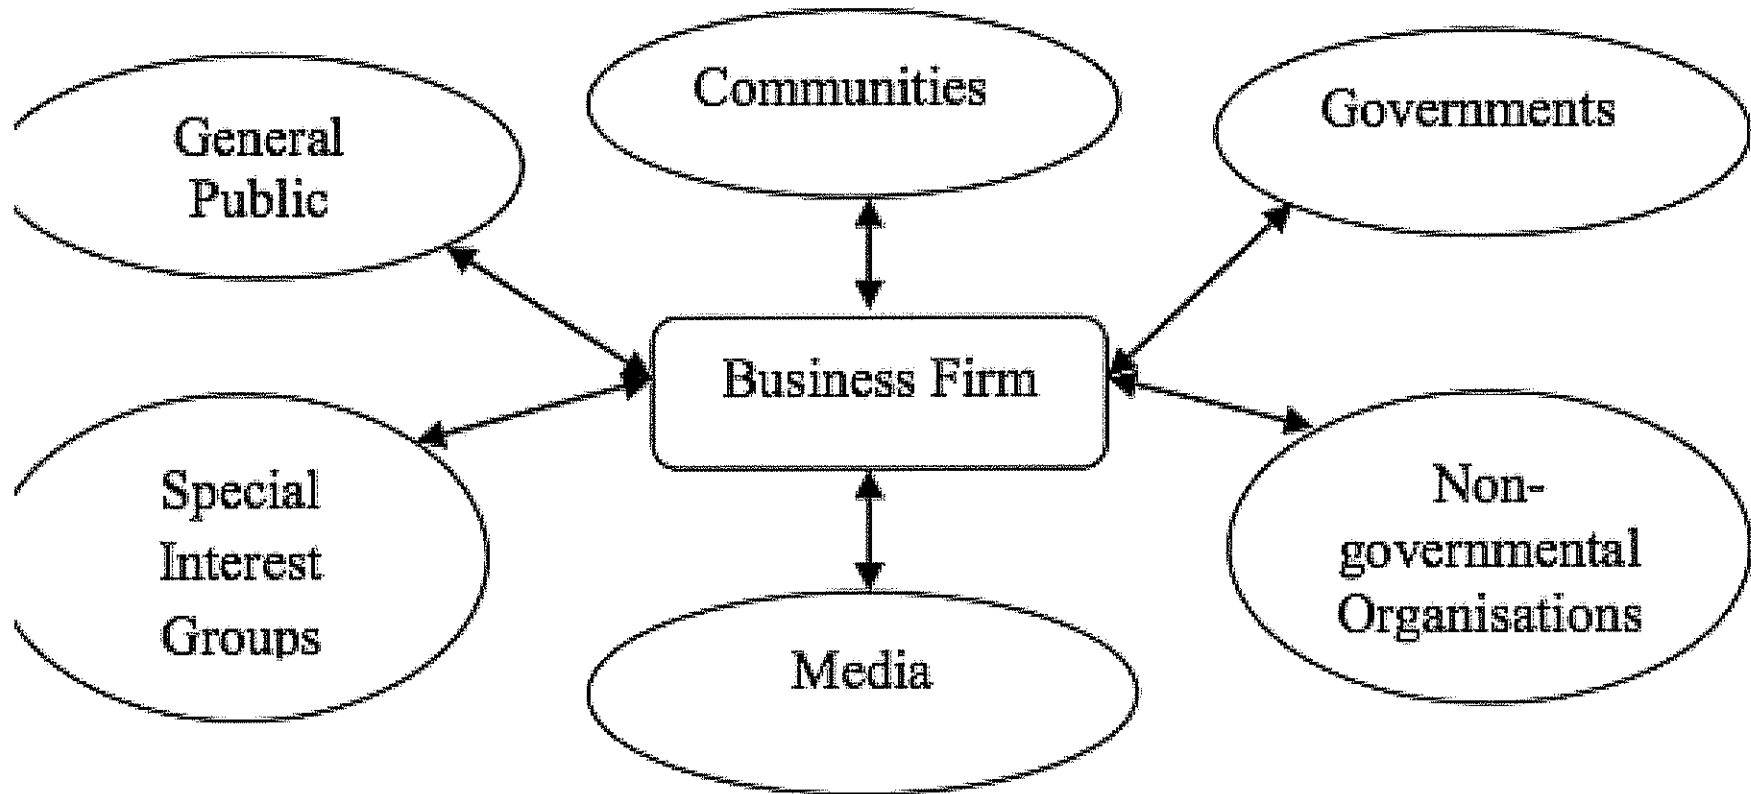 Communities
Governments
General
Public
Business Firm
Special
Interest
Groups
Non-
governmental
Organisations
Media